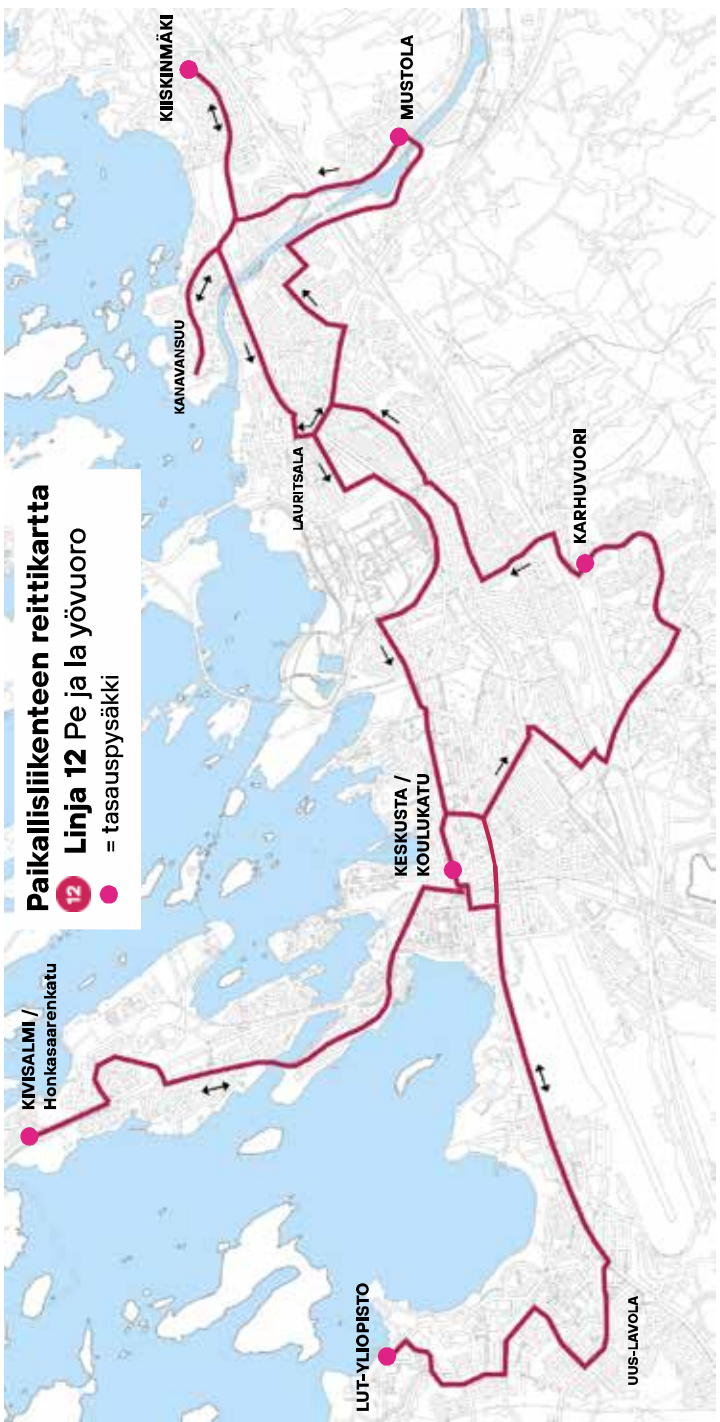 Paikallisliikenteen reittikartta
12 Linja 12 Pe ja la yövuoro
= tasauspysäkki
KIVISALMI /
Honkasaarenkatu
LUT-YLIOPISTO
UUS-LAVOLA
KESKUSTA /
KOULUKATU
KARHUVUORI
LAURITSALA
KANAVANSUU
KIISKINMÄKI
MUSTOLA